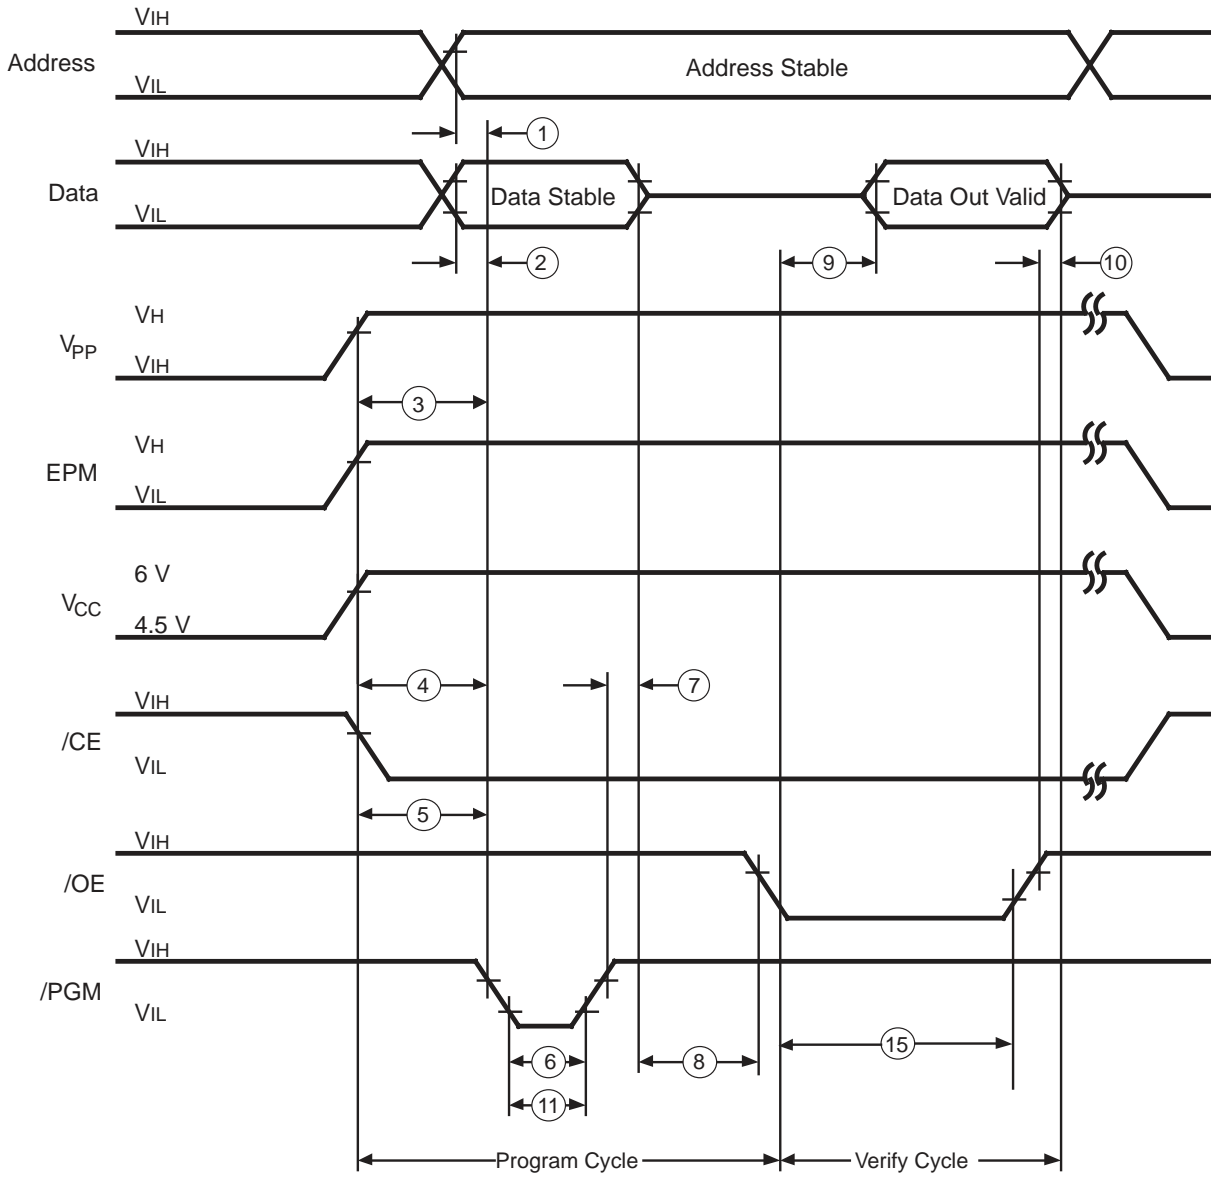 VIH
Address
Address Stable
VIL
1
VIH
Data
Data Stable
Data Out Valid
VIL
2
9
10
VH
VPP
VIH
3
VH
EPM
VIL
6 V
VCC
4.5 V
4
7
VIH
/CE
VIL
5
VIH
/OE
VIL
VIH
/PGM
VIL
6
8
15
11
Program Cycle
Verify Cycle